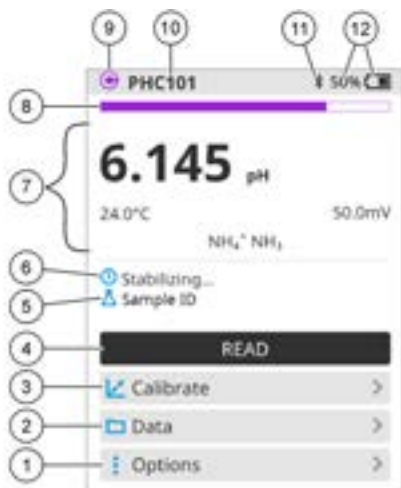 9 10 11 12
PHC101 50%
8
7
6.145 pH
24.0°C 50.0mV
NH₄⁺ NH₃
6 Stabilizing...
5 Sample ID
4 READ
3 Calibrate
2 Data
1 Options